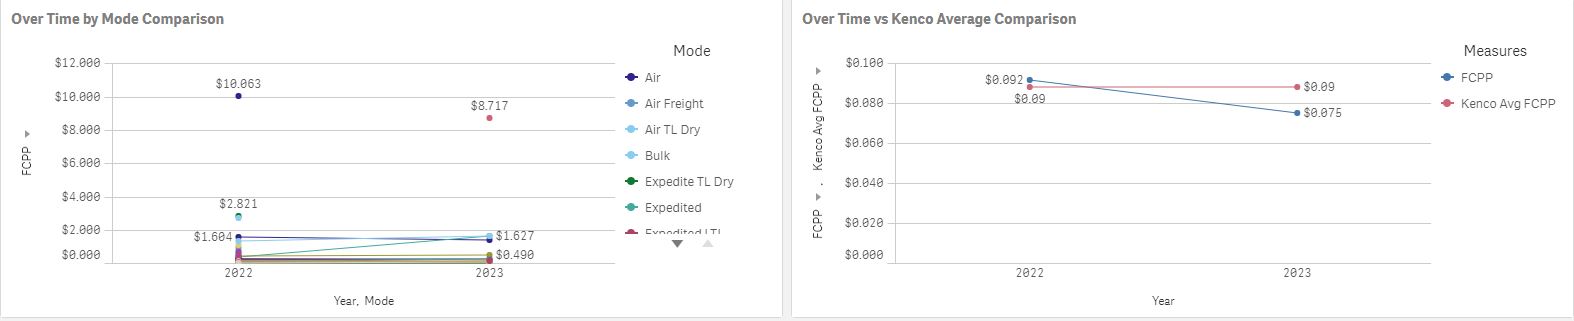 Over Time by Mode Comparison
Mode
FCPP
$12.000
$10.000
$8.000
$6.000
$4.000
$2.000
$0.000
$10.063
$8.717
$2.821
$1.604
$1.627
$0.490
2022
2023
Year, Mode
Air
Air Freight
Air TL Dry
Bulk
Expedite TL Dry
Expedited
Expedited LTL
Over Time vs Kenco Average Comparison
Measures
FCPP , Kenco Avg FCPP
$0.100
$0.080
$0.060
$0.040
$0.020
$0.000
$0.092
$0.09
$0.09
$0.075
2022
2023
Year
FCPP
Kenco Avg FCPP